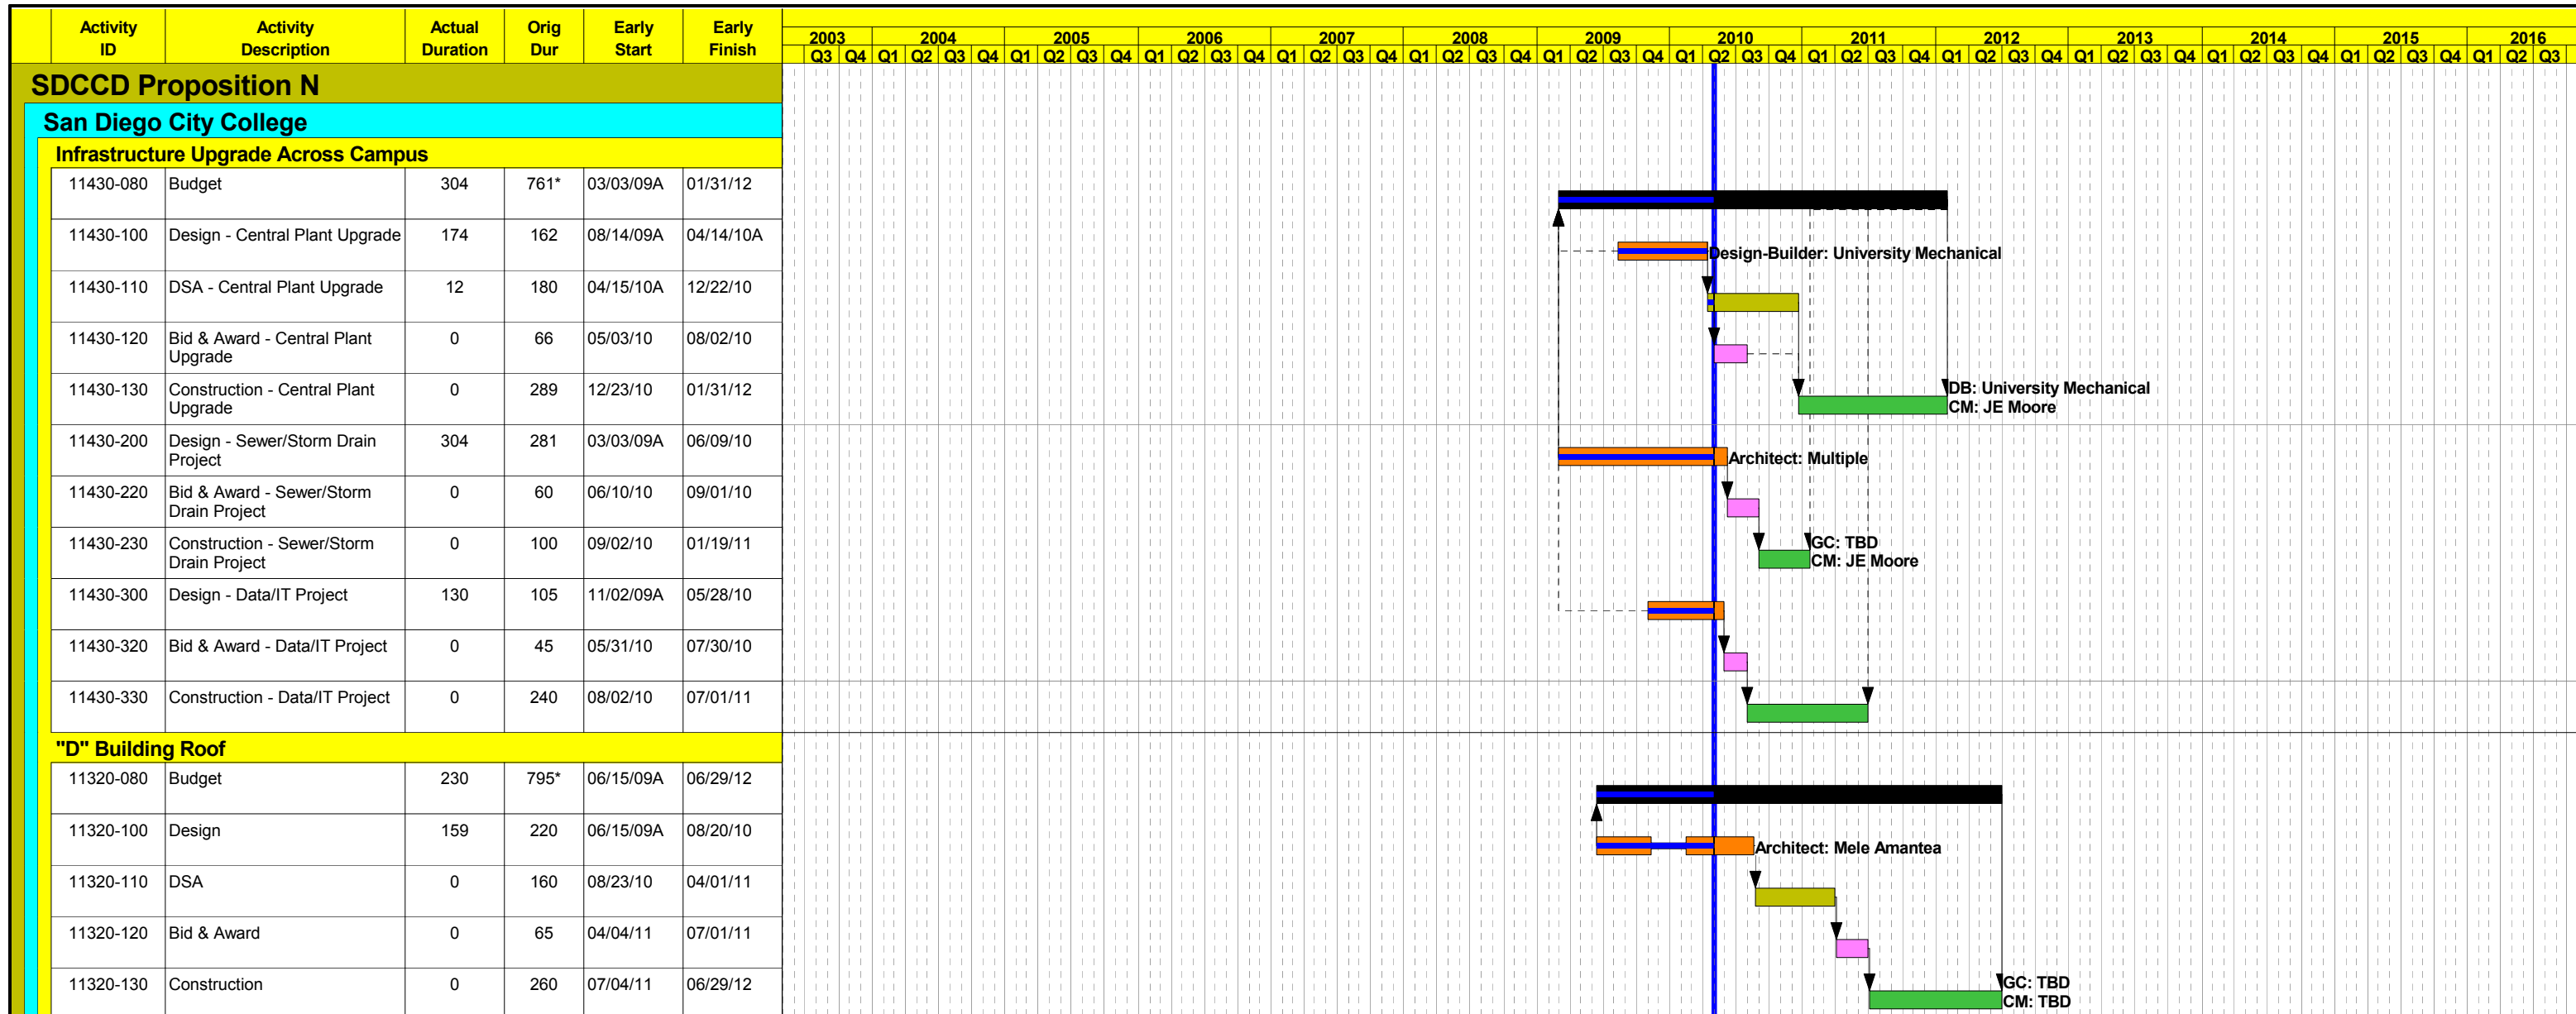 Activity ID Activity Description Actual Duration Orig Dur Early Start Early Finish
2003 2004 2005 2006 2007 2008 2009 2010 2011 2012 2013 2014 2015 2016
Q3 Q4 Q1 Q2 Q3 Q4 Q1 Q2 Q3 Q4 Q1 Q2 Q3 Q4 Q1 Q2 Q3 Q4 Q1 Q2 Q3 Q4 Q1 Q2 Q3 Q4 Q1 Q2 Q3 Q4 Q1 Q2 Q3 Q4 Q1 Q2 Q3 Q4 Q1 Q2 Q3 Q4 Q1 Q2 Q3 Q4 Q1 Q2 Q3 Q4 Q1 Q2 Q3
SDCCD Proposition N
San Diego City College
Infrastructure Upgrade Across Campus
11430-080 Budget 304 761* 03/03/09A 01/31/12
11430-100 Design - Central Plant Upgrade 174 162 08/14/09A 04/14/10A
Design-Builder: University Mechanical
11430-110 DSA - Central Plant Upgrade 12 180 04/15/10A 12/22/10
11430-120 Bid & Award - Central Plant 0 66 05/03/10 08/02/10
Upgrade
11430-130 Construction - Central Plant 0 289 12/23/10 01/31/12 DB: University Mechanical
Upgrade CM: JE Moore
11430-200 Design - Sewer/Storm Drain 304 281 03/03/09A 06/09/10
Project Architect: Multiple
11430-220 Bid & Award - Sewer/Storm 0 60 06/10/10 09/01/10
Drain Project
11430-230 Construction - Sewer/Storm 0 100 09/02/10 01/19/11 GC: TBD
Drain Project CM: JE Moore
11430-300 Design - Data/IT Project 130 105 11/02/09A 05/28/10
11430-320 Bid & Award - Data/IT Project 0 45 05/31/10 07/30/10
11430-330 Construction - Data/IT Project 0 240 08/02/10 07/01/11
"D" Building Roof
11320-080 Budget 230 795* 06/15/09A 06/29/12
11320-100 Design 159 220 06/15/09A 08/20/10
Architect: Mele Amantea
11320-110 DSA 0 160 08/23/10 04/01/11
11320-120 Bid & Award 0 65 04/04/11 07/01/11
11320-130 Construction 0 260 07/04/11 06/29/12 GC: TBD
CM: TBD